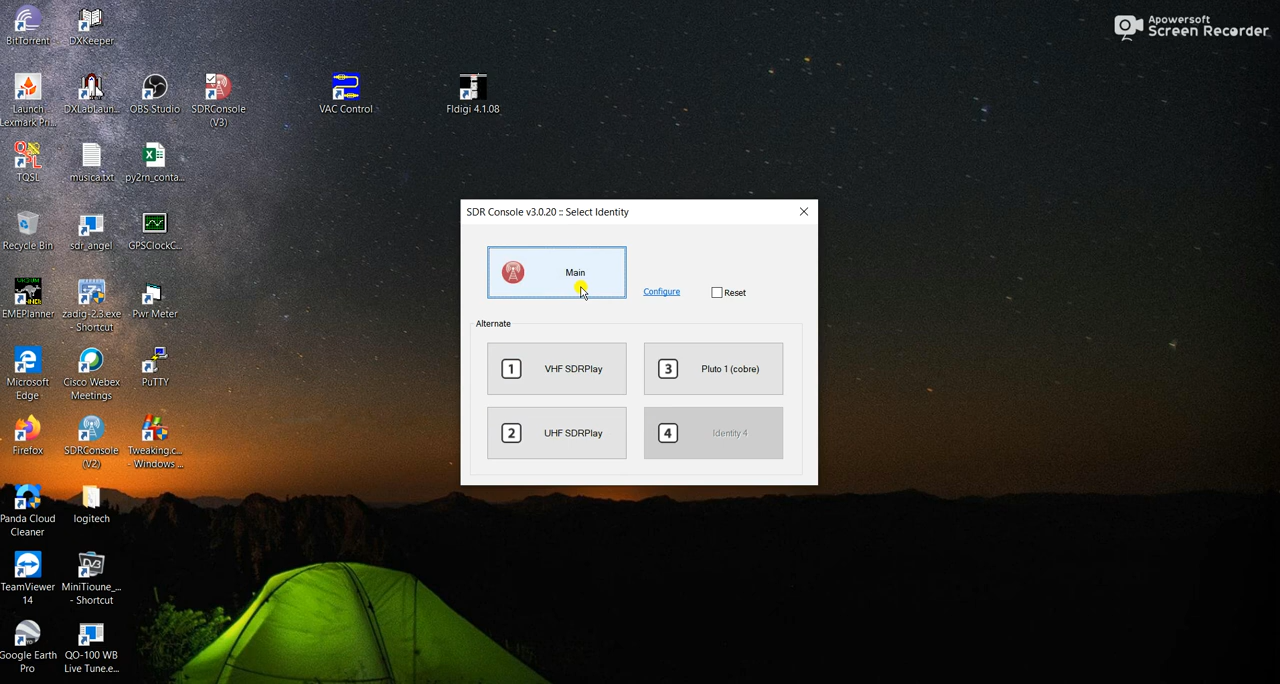 BitTorrent
DXKeeper
Apowersoft
Screen Recorder
Launch
Lexmark Pri...
DXLabLaun...
OBS Studio
SDRConsole
(V3)
VAC Control
Fldigi 4.1.08
TQSL
musica.txt
py2rn_conta...
Recycle Bin
sdr_angel
GPSClockC...
SDR Console v3.0.20 :: Select Identity
Main
Configure
Reset
Alternate
1 VHF SDRPlay
3 Pluto 1 (cobre)
2 UHF SDRPlay
4 Identity 4
EMEPlanner
zadig-2.3.exe
- Shortcut
Pwr Meter
Microsoft
Edge
Cisco Webex
Meetings
PuTTY
Firefox
SDRConsole
(V2)
Tweaking.c...
- Windows ...
Panda Cloud
Cleaner
logitech
TeamViewer
14
MiniTioune_...
- Shortcut
Google Earth
Pro
QO-100 WB
Live Tune.e...